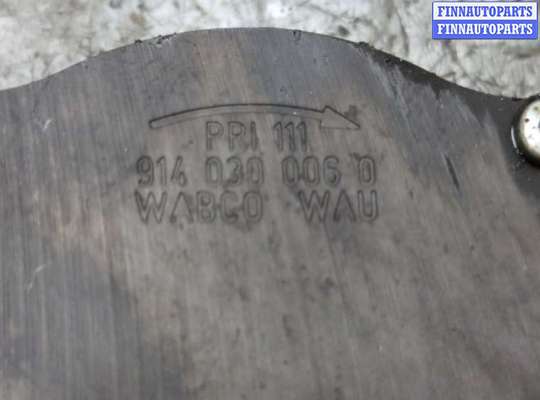 FINNAUTOPARTS
FINNAUTOPARTS
PRI 111
914 030 006 0
WABCO WAU